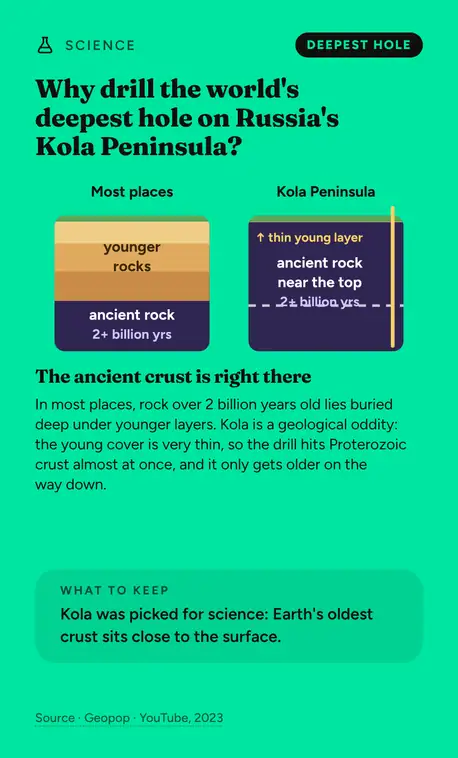 SCIENCE
DEEPEST HOLE
Why drill the world's
deepest hole on Russia's
Kola Peninsula?
Most places
younger
rocks
ancient rock
2+ billion yrs
Kola Peninsula
↑ thin young layer
ancient rock
near the top
2+ billion yrs
The ancient crust is right there
In most places, rock over 2 billion years old lies buried
deep under younger layers. Kola is a geological oddity:
the young cover is very thin, so the drill hits Proterozoic
crust almost at once, and it only gets older on the
way down.
WHAT TO KEEP
Kola was picked for science: Earth's oldest
crust sits close to the surface.
Source · Geopop · YouTube, 2023